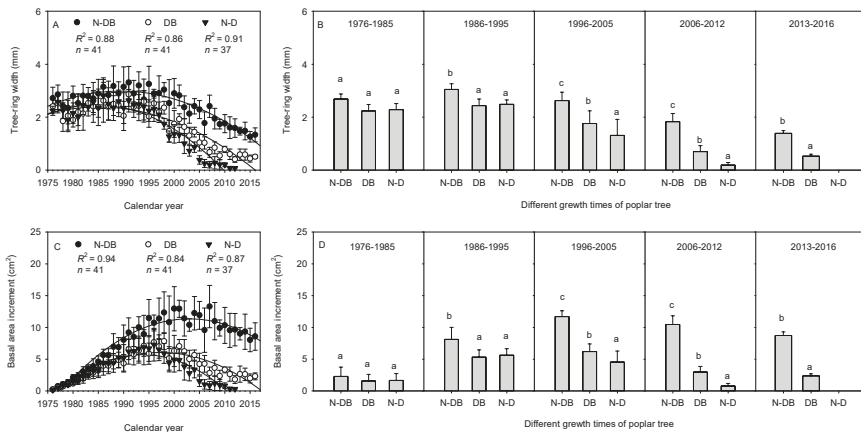 A
N-DB DB N-D
R² = 0.88 R² = 0.86 R² = 0.91
n = 41 n = 41 n = 37
Tree-ring width (mm)
6
4
2
0
1975 1980 1985 1990 1995 2000 2005 2010 2015
Calendar year
B
1976-1985 1986-1995 1996-2005 2006-2012 2013-2016
Tree-ring width (mm)
6
4
2
0
a a a b a a c b a c b a b a
N-DB DB N-D N-DB DB N-D N-DB DB N-D N-DB DB N-D N-DB DB N-D
Different growth times of poplar tree
C
N-DB DB N-D
R² = 0.94 R² = 0.84 R² = 0.87
n = 41 n = 41 n = 37
Basal area increment (cm²)
25
20
15
10
5
0
1975 1980 1985 1990 1995 2000 2005 2010 2015
Calendar year
D
1976-1985 1986-1995 1996-2005 2006-2012 2013-2016
Basal area increment (cm²)
25
20
15
10
5
0
a a a b a a c b a c b a b a
N-DB DB N-D N-DB DB N-D N-DB DB N-D N-DB DB N-D N-DB DB N-D
Different growth times of poplar tree